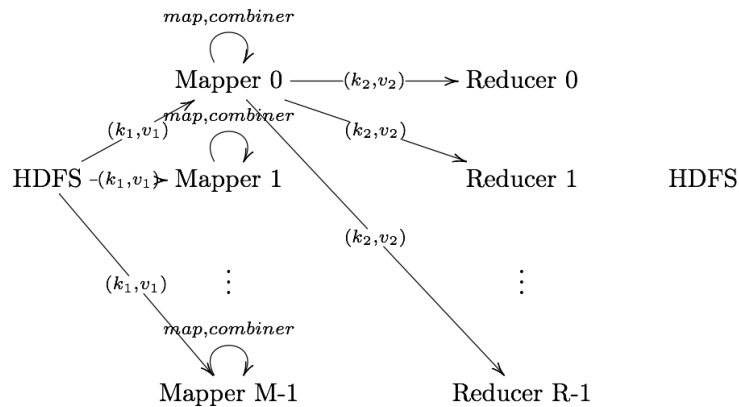 map,combiner
Mapper 0
(k₂,v₂)
Reducer 0
map,combiner
(k₁,v₁)
(k₂,v₂)
HDFS
(k₁,v₁)
Mapper 1
Reducer 1
HDFS
(k₂,v₂)
(k₁,v₁)
⋮
⋮
map,combiner
Mapper M-1
Reducer R-1